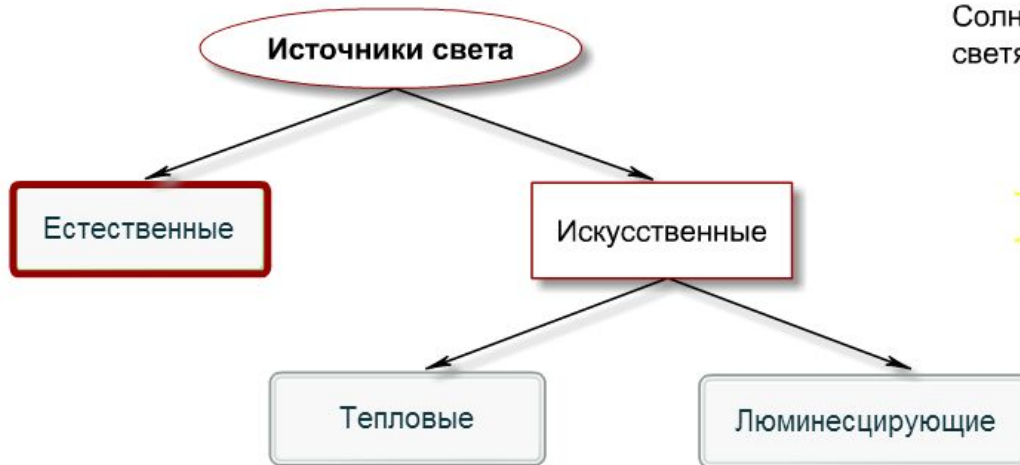 Источники света
Естественные
Искусственные
Тепловые
Люминесцирующие